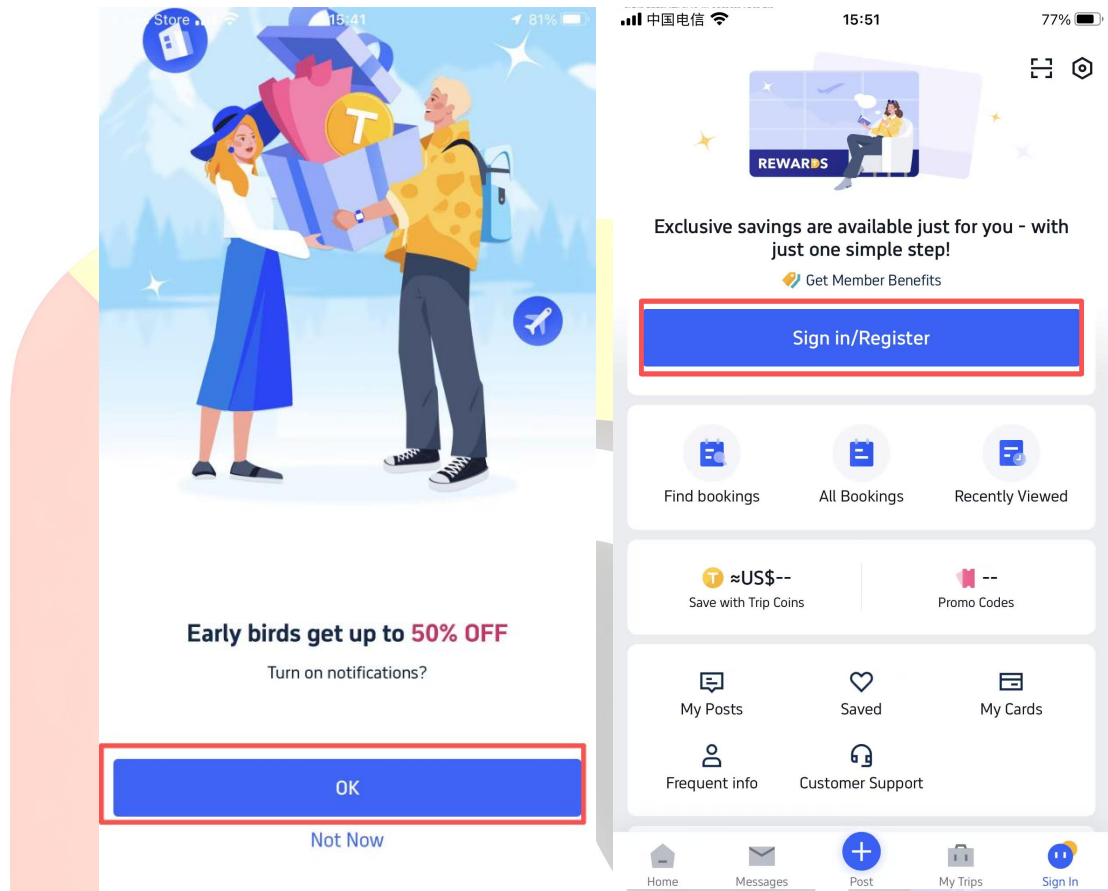 Store
15:41
81%
T
Early birds get up to 50% OFF
Turn on notifications?
OK
Not Now
中国电信
15:51
77%
REWARDS
Exclusive savings are available just for you - with
just one simple step!
Get Member Benefits
Sign in/Register
Find bookings
All Bookings
Recently Viewed
T ≈US$--
--
Save with Trip Coins
Promo Codes
My Posts
Saved
My Cards
Frequent info
Customer Support
Home
Messages
Post
My Trips
Sign In